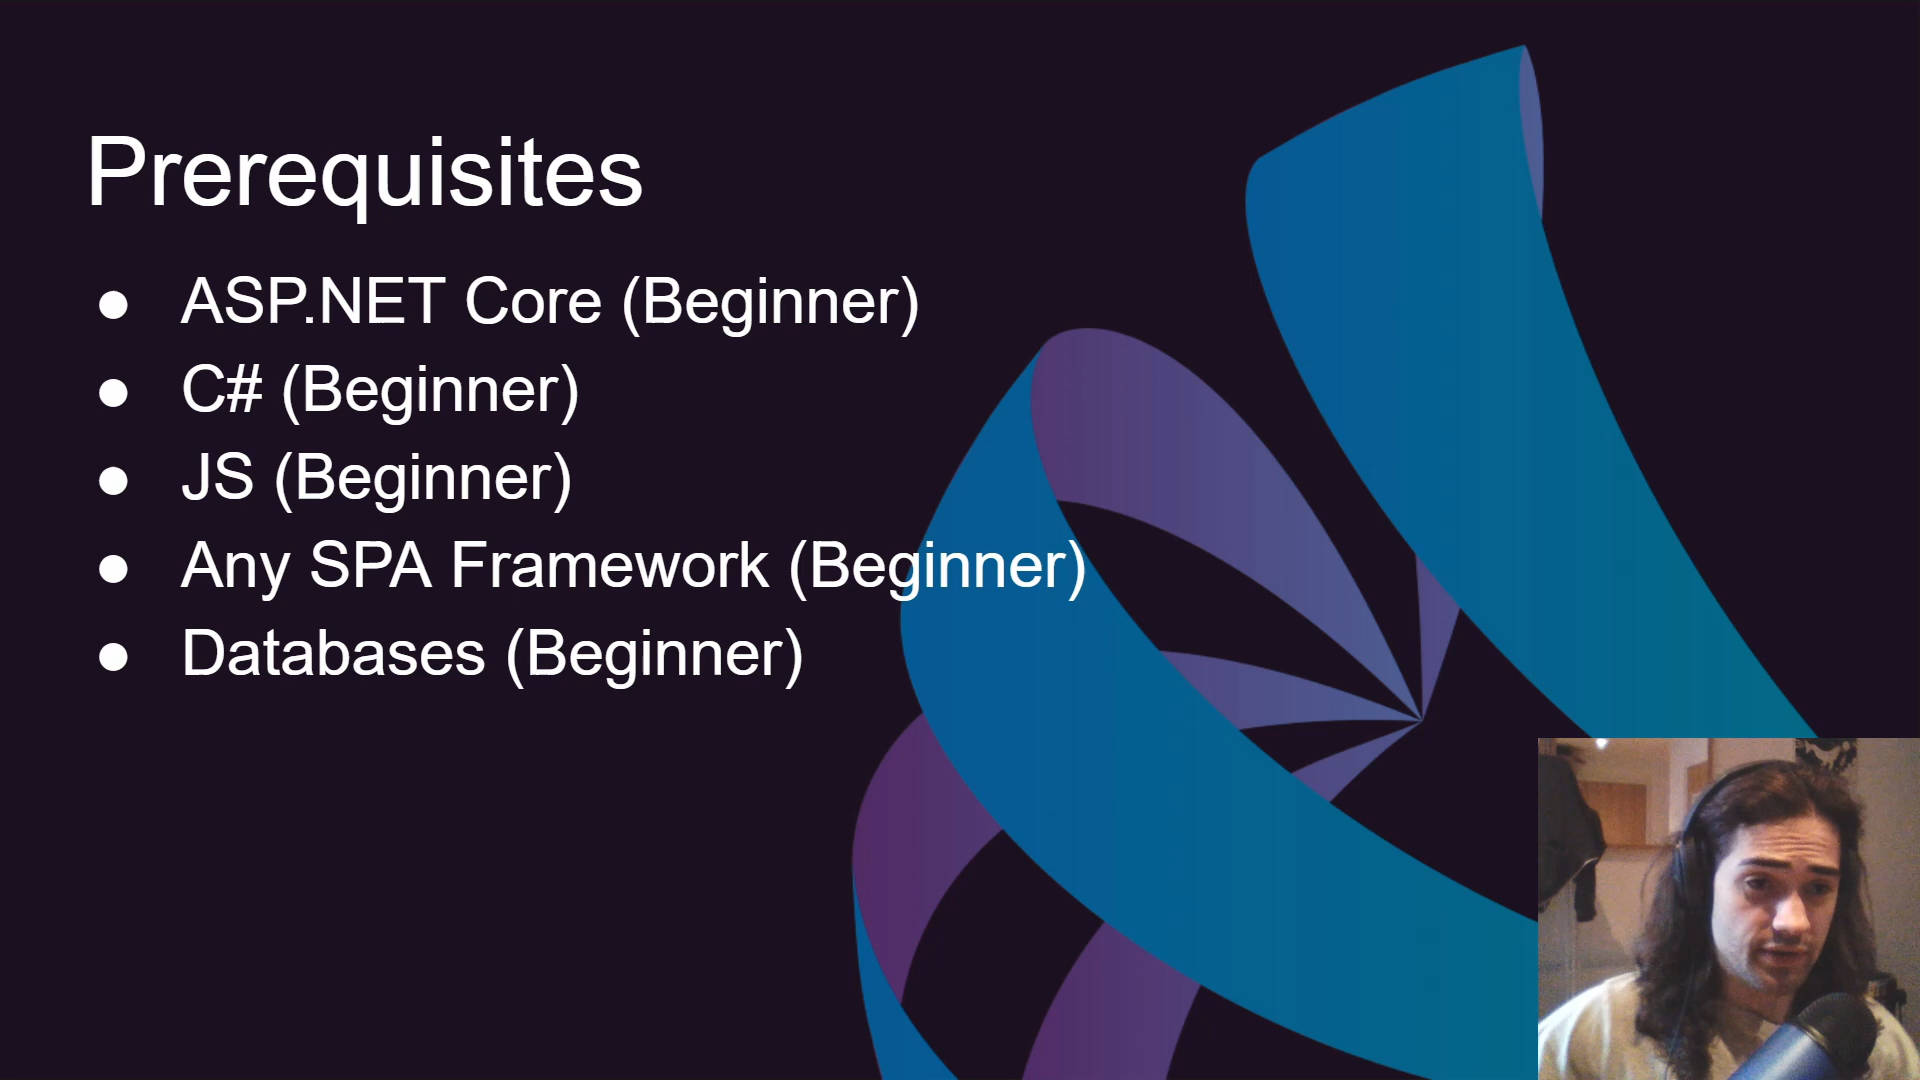 Prerequisites
● ASP.NET Core (Beginner)
● C# (Beginner)
● JS (Beginner)
● Any SPA Framework (Beginner)
● Databases (Beginner)